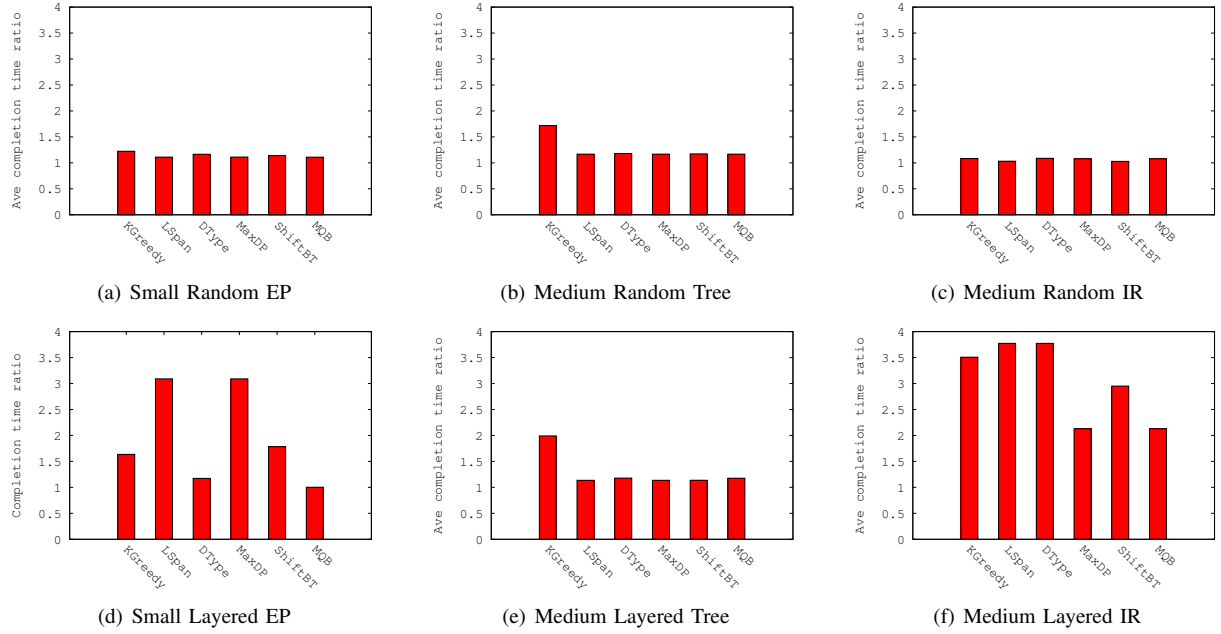 Ave completion time ratio
4
3.5
3
2.5
2
1.5
1
0.5
0
KGreedy
LSpan
DType
MaxDP
ShiftBT
MQB
(a) Small Random EP
Ave completion time ratio
4
3.5
3
2.5
2
1.5
1
0.5
0
KGreedy
LSpan
DType
MaxDP
ShiftBT
MQB
(b) Medium Random Tree
Ave completion time ratio
4
3.5
3
2.5
2
1.5
1
0.5
0
KGreedy
LSpan
DType
MaxDP
ShiftBT
MQB
(c) Medium Random IR
Completion time ratio
4
3.5
3
2.5
2
1.5
1
0.5
0
KGreedy
LSpan
DType
MaxDP
ShiftBT
MQB
(d) Small Layered EP
Ave completion time ratio
4
3.5
3
2.5
2
1.5
1
0.5
0
KGreedy
LSpan
DType
MaxDP
ShiftBT
MQB
(e) Medium Layered Tree
Ave completion time ratio
4
3.5
3
2.5
2
1.5
1
0.5
0
KGreedy
LSpan
DType
MaxDP
ShiftBT
MQB
(f) Medium Layered IR